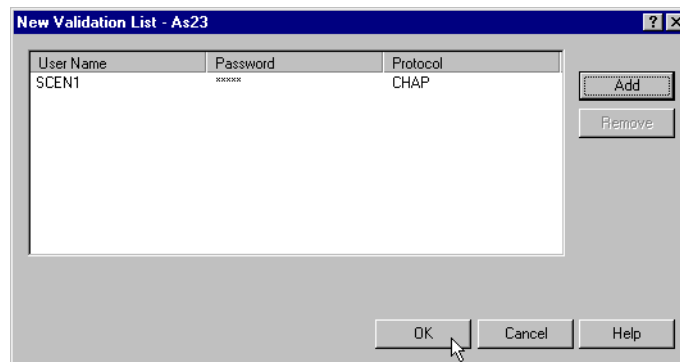 New Validation List - As23
User Name Password Protocol
SCEN1 ***** CHAP
Add
Remove
OK Cancel Help